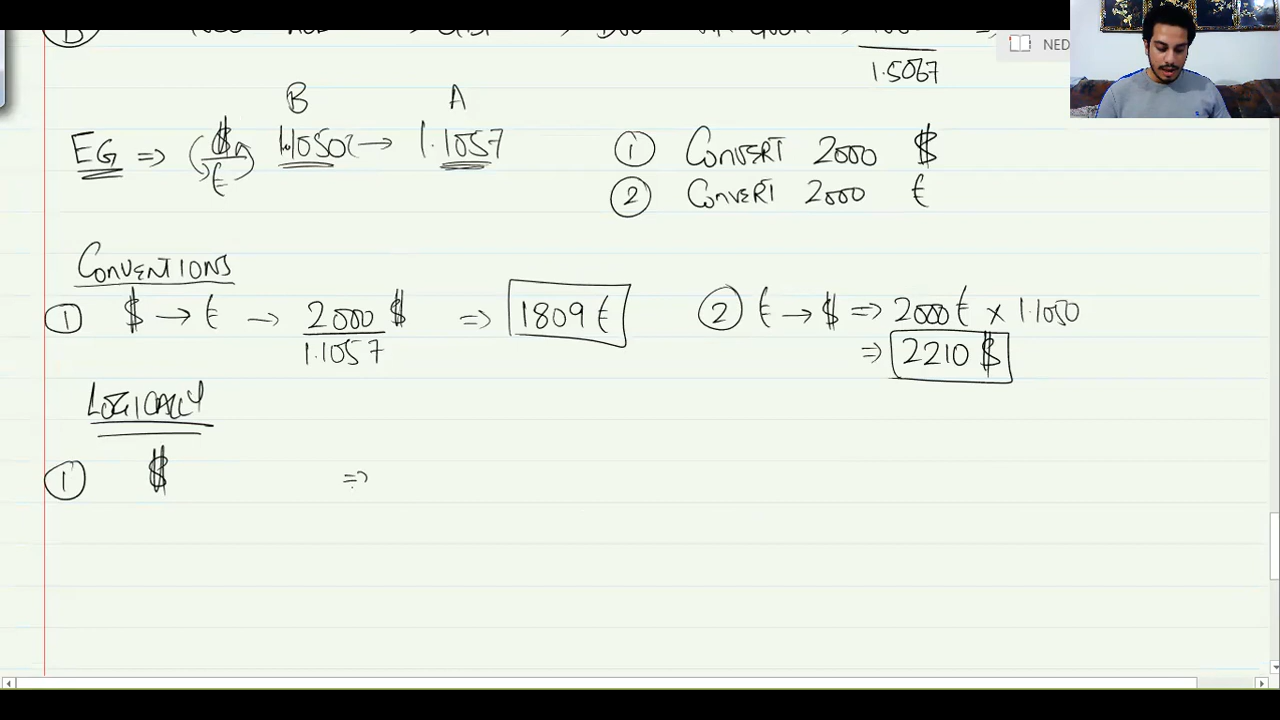 NED
1.5067
B A
EG => $/€ 1.1050 → 1.1057
① CONVERT 2000 $
② CONVERT 2000 €
CONVENTIONS
① $ → € → 2000 $ / 1.1057 => 1809 €
② € → $ => 2000 € × 1.1050
=> 2210 $
LOGICALLY
① $ =>